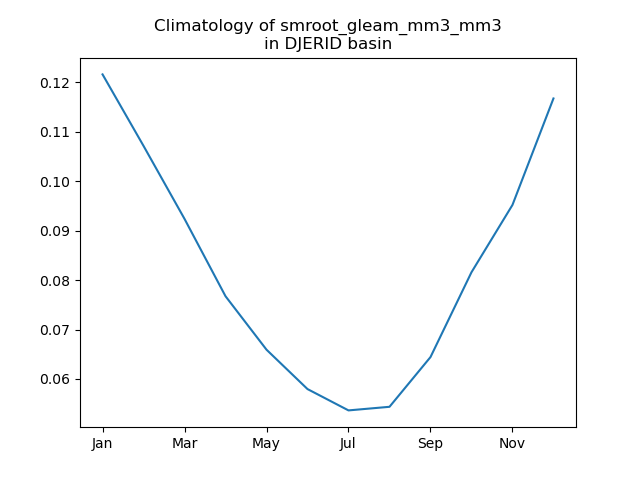 Climatology of smroot_gleam_mm3_mm3
in DJERID basin
0.12
0.11
0.10
0.09
0.08
0.07
0.06
Jan Mar May Jul Sep Nov